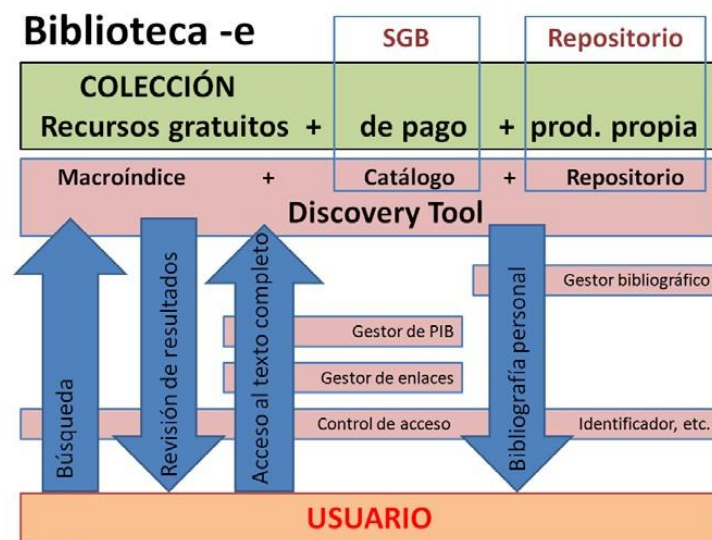 Biblioteca -e
SGB
Repositorio
COLECCIÓN
Recursos gratuitos + de pago + prod. propia
Macroíndice + Catálogo + Repositorio
Discovery Tool
Búsqueda
Revisión de resultados
Acceso al texto completo
Bibliografía personal
Gestor bibliográfico
Gestor de PIB
Gestor de enlaces
Control de acceso
Identificador, etc.
USUARIO